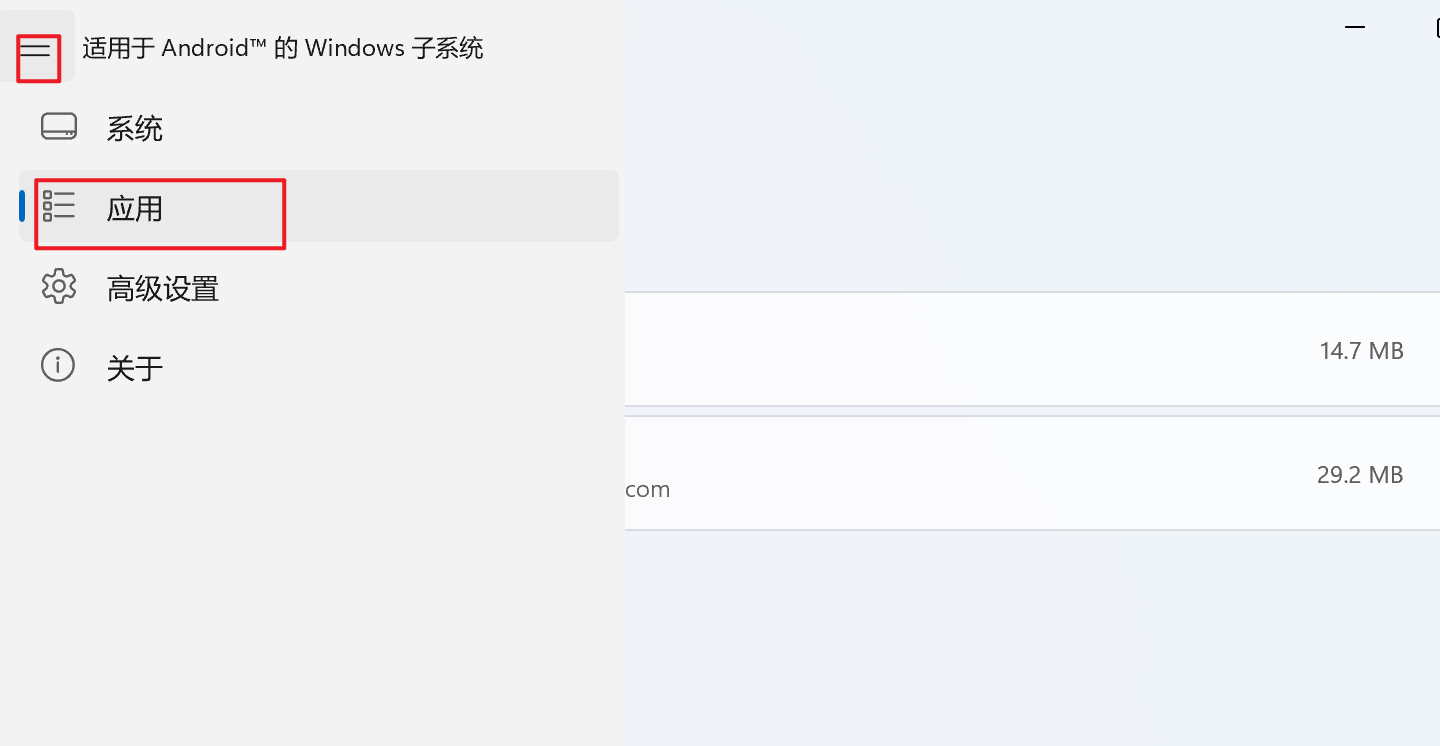 适用于 Android™ 的 Windows 子系统
系统
应用
高级设置
关于
14.7 MB
29.2 MB
com